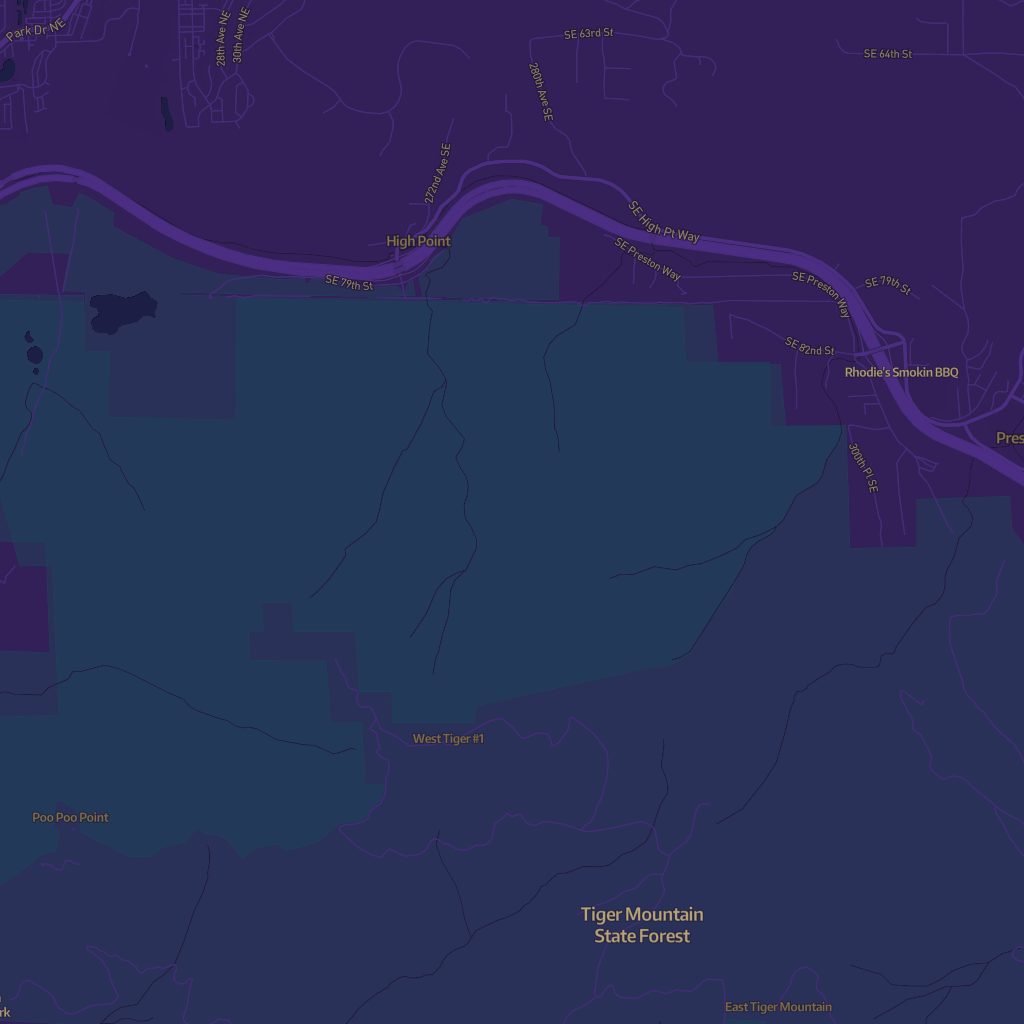 Park Dr NE
28th Ave NE
30th Ave NE
SE 63rd St
SE 64th St
280th Ave SE
272nd Ave SE
SE High Pt Way
High Point
SE Preston Way
SE 79th St
SE Preston Way
SE 79th St
SE 82nd St
Rhodie's Smokin BBQ
Pres
300th Pl SE
West Tiger #1
Poo Poo Point
Tiger Mountain
State Forest
East Tiger Mountain
rk